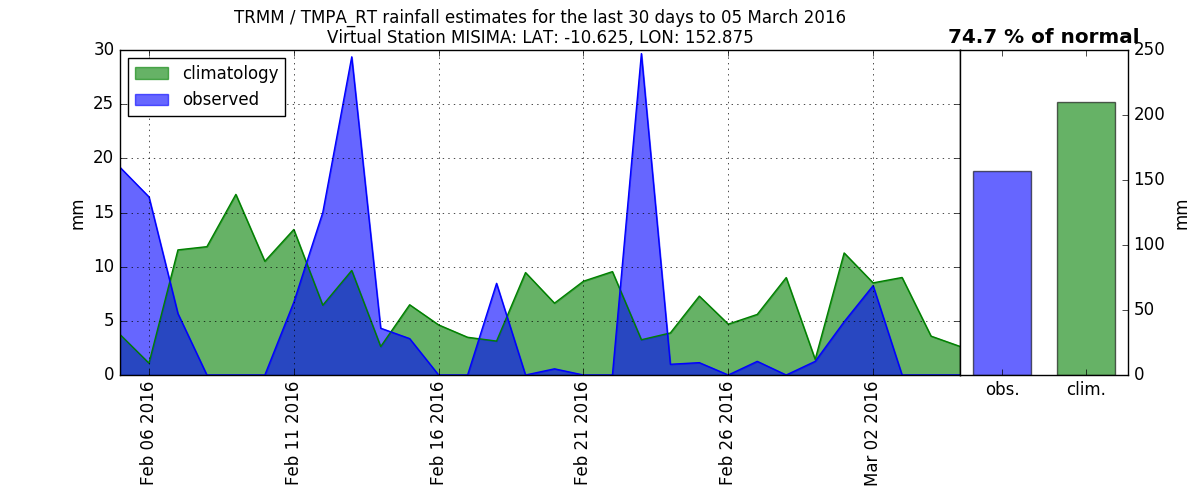 TRMM / TMPA_RT rainfall estimates for the last 30 days to 05 March 2016
Virtual Station MISIMA: LAT: -10.625, LON: 152.875
74.7 % of normal
climatology
observed
30
25
20
15
10
5
0
mm
Feb 06 2016
Feb 11 2016
Feb 16 2016
Feb 21 2016
Feb 26 2016
Mar 02 2016
250
200
150
100
50
0
mm
obs.
clim.